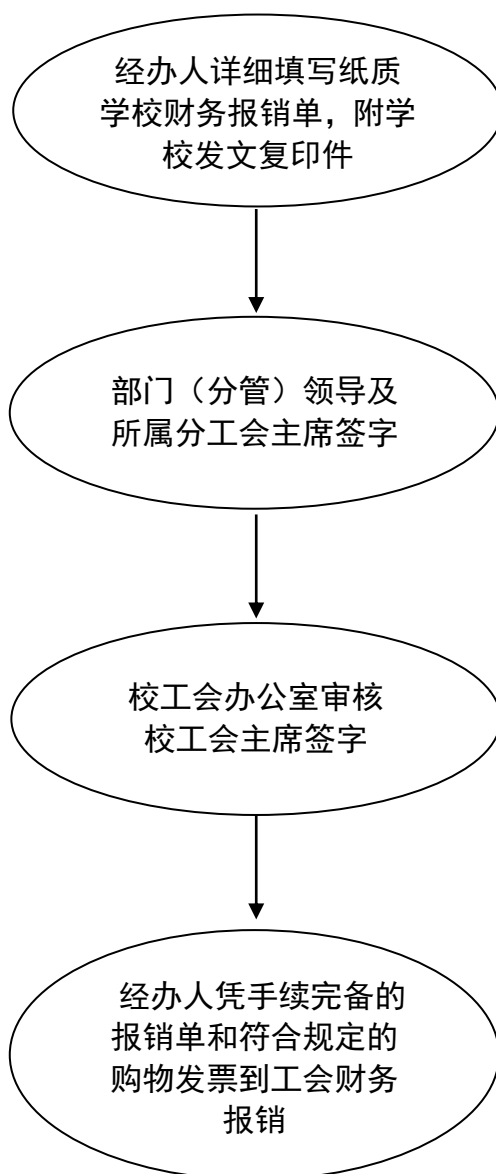 经办人详细填写纸质
学校财务报销单，附学
校发文复印件
部门（分管）领导及
所属分工会主席签字
校工会办公室审核
校工会主席签字
经办人凭手续完备的
报销单和符合规定的
购物发票到工会财务
报销